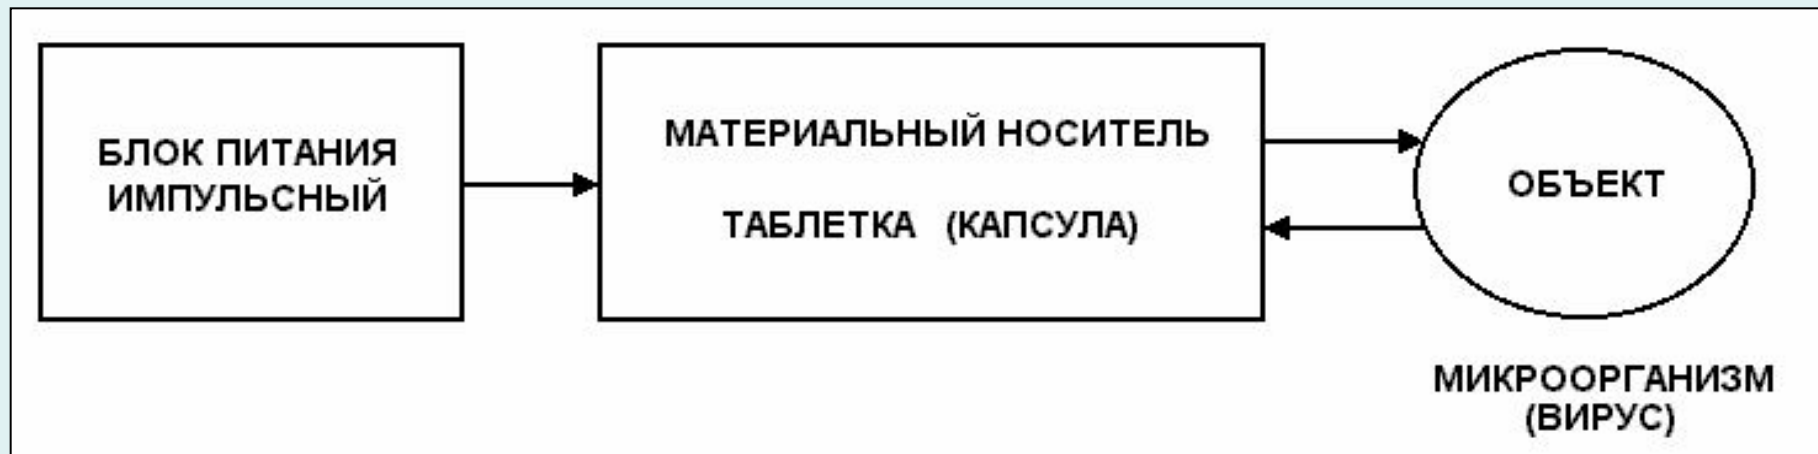 БЛОК ПИТАНИЯ
ИМПУЛЬСНЫЙ
МАТЕРИАЛЬНЫЙ НОСИТЕЛЬ
ТАБЛЕТКА (КАПСУЛА)
ОБЪЕКТ
МИКРООРГАНИЗМ
(ВИРУС)